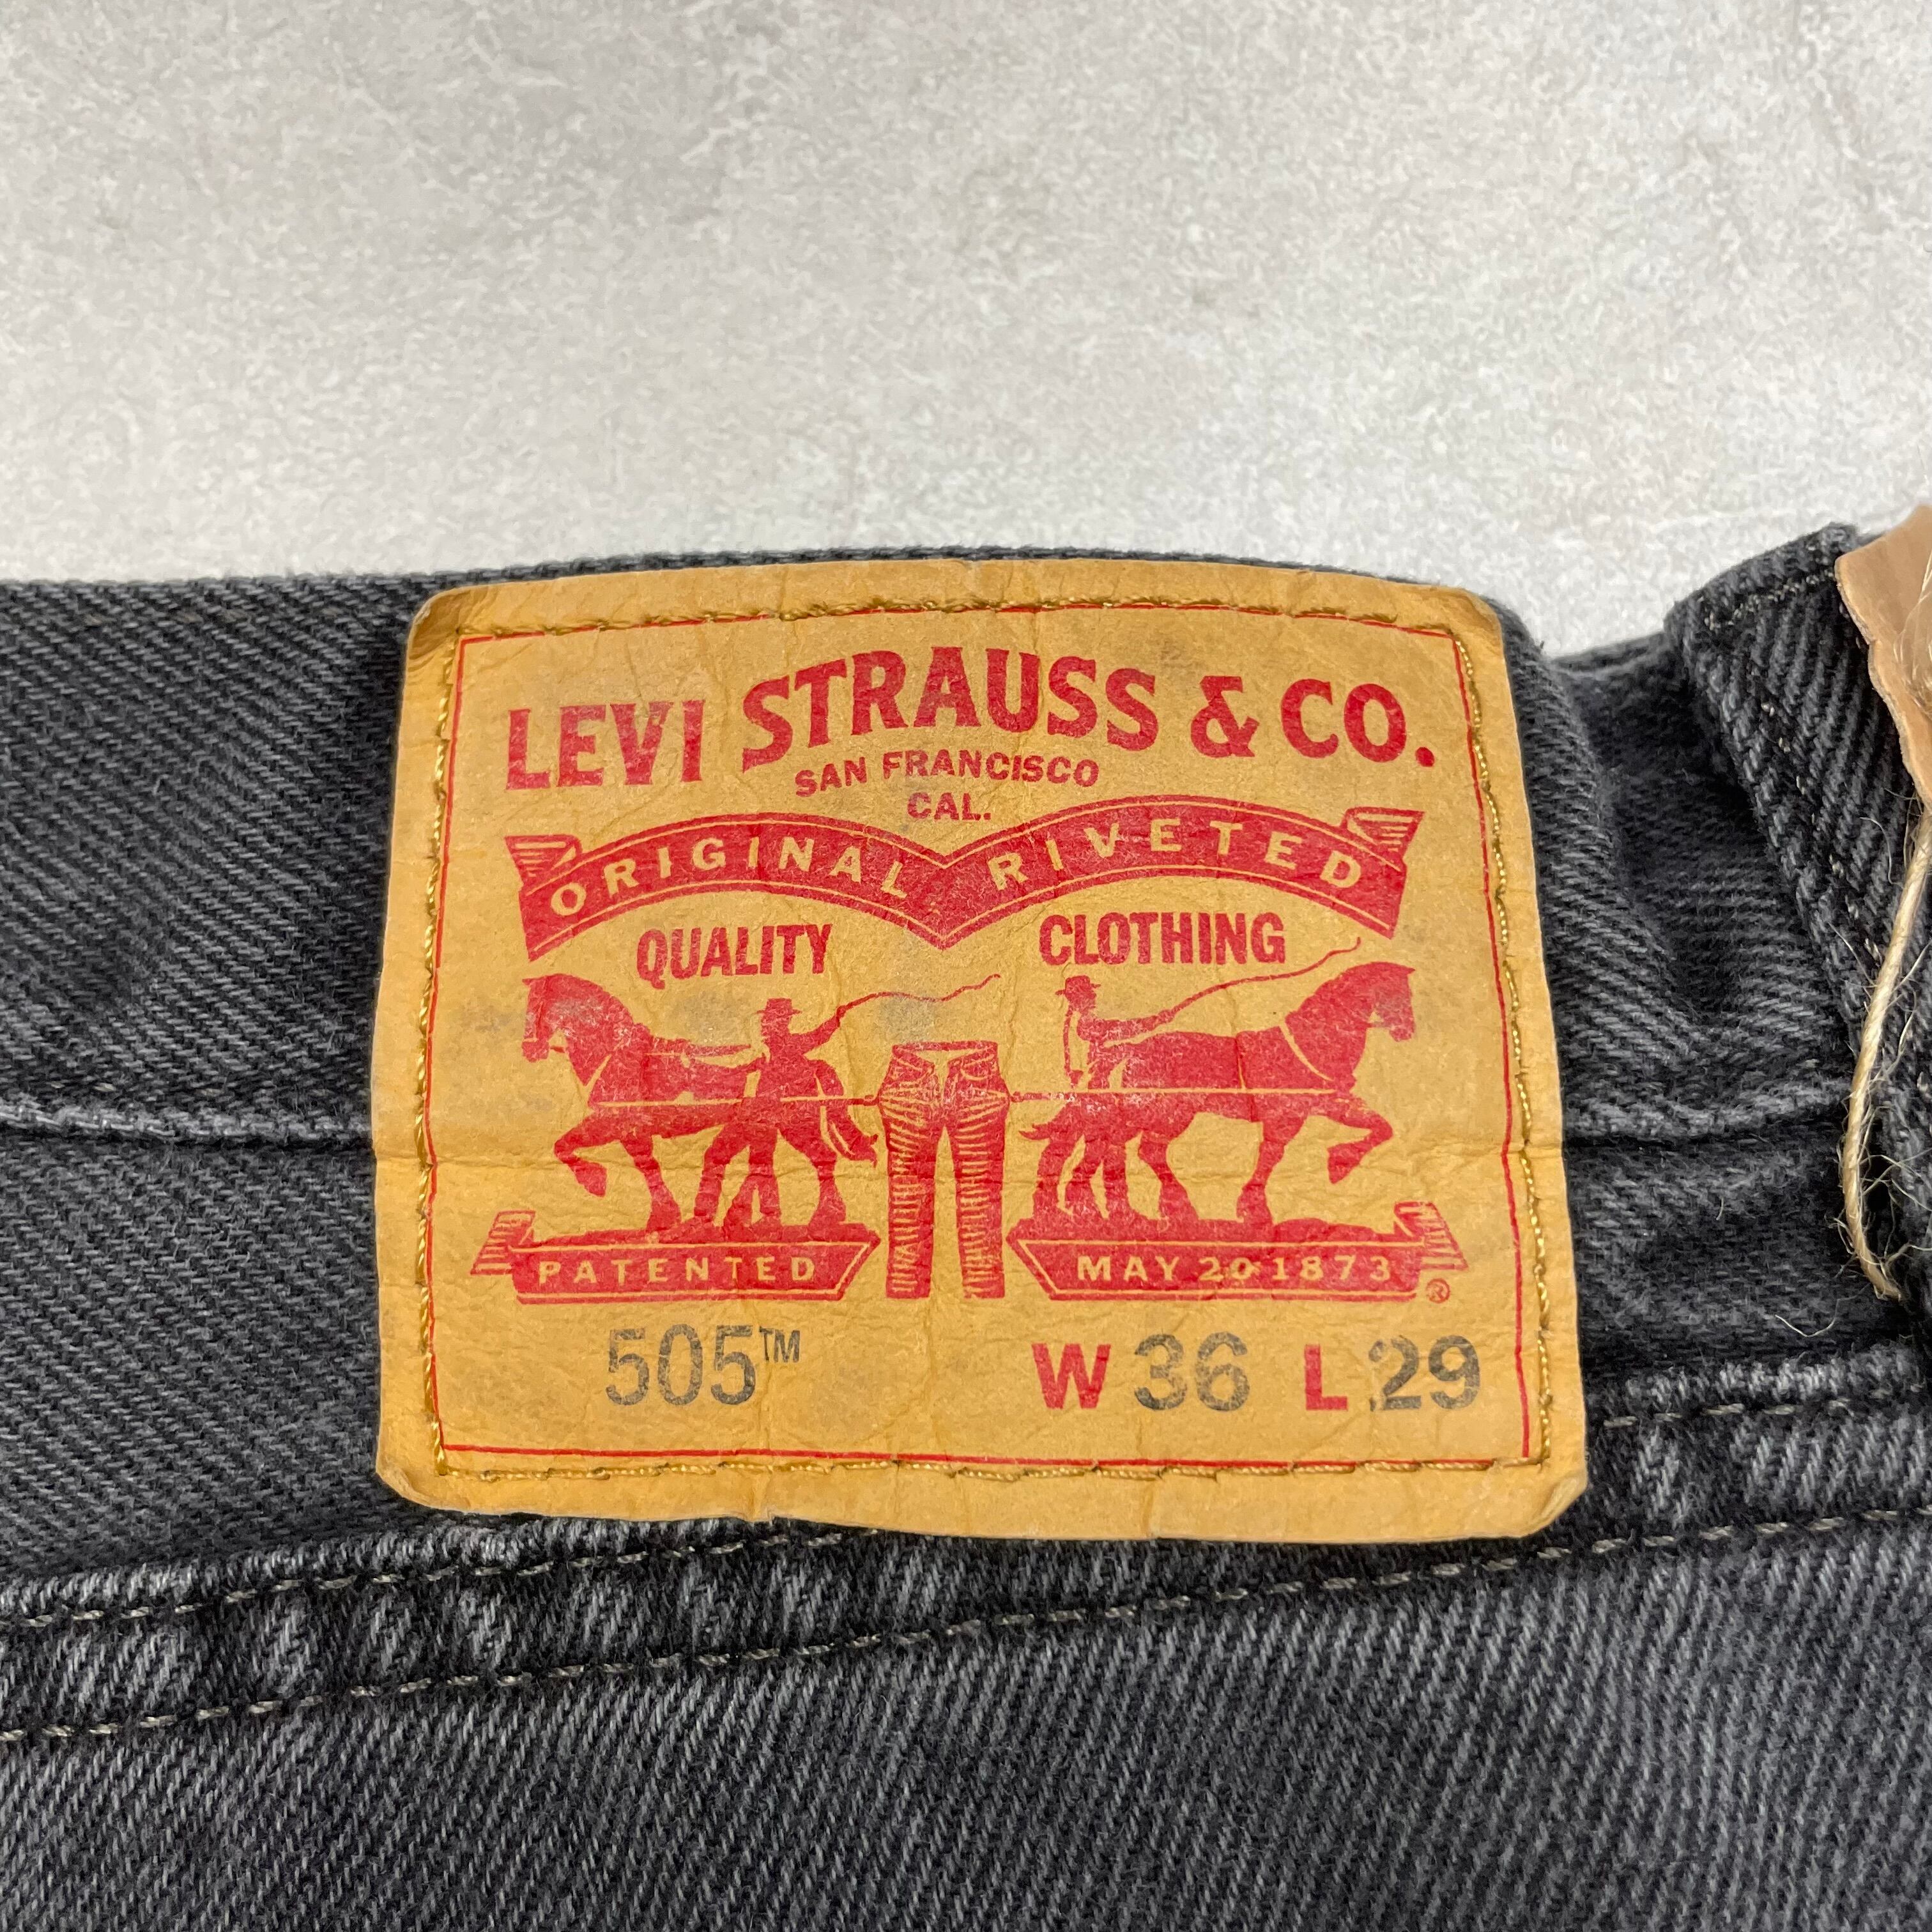 LEVI STRAUSS & CO.
SAN FRANCISCO
CAL.
ORIGINAL RIVETED
QUALITY CLOTHING
PATENTED MAY 20 1873 ®
505™ W 36 L 29